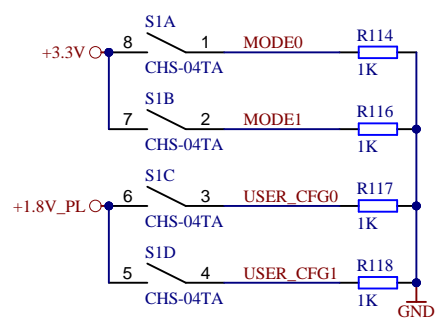 S1A
R114
+3.3V 8 1 MODE0
CHS-04TA 1K
S1B
R116
7 2 MODE1
CHS-04TA 1K
S1C
R117
+1.8V_PL 6 3 USER_CFG0
CHS-04TA 1K
S1D
R118
5 4 USER_CFG1
CHS-04TA 1K
GND